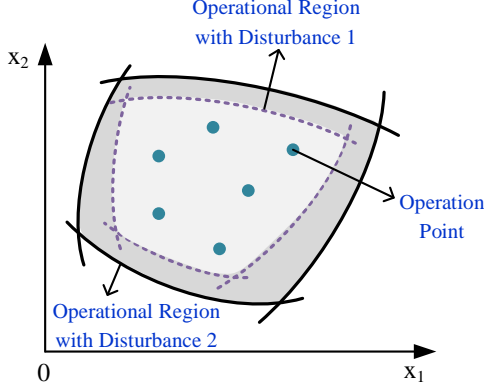 Operational Region
with Disturbance 1
x2
Operation
Point
Operational Region
with Disturbance 2
0
x1